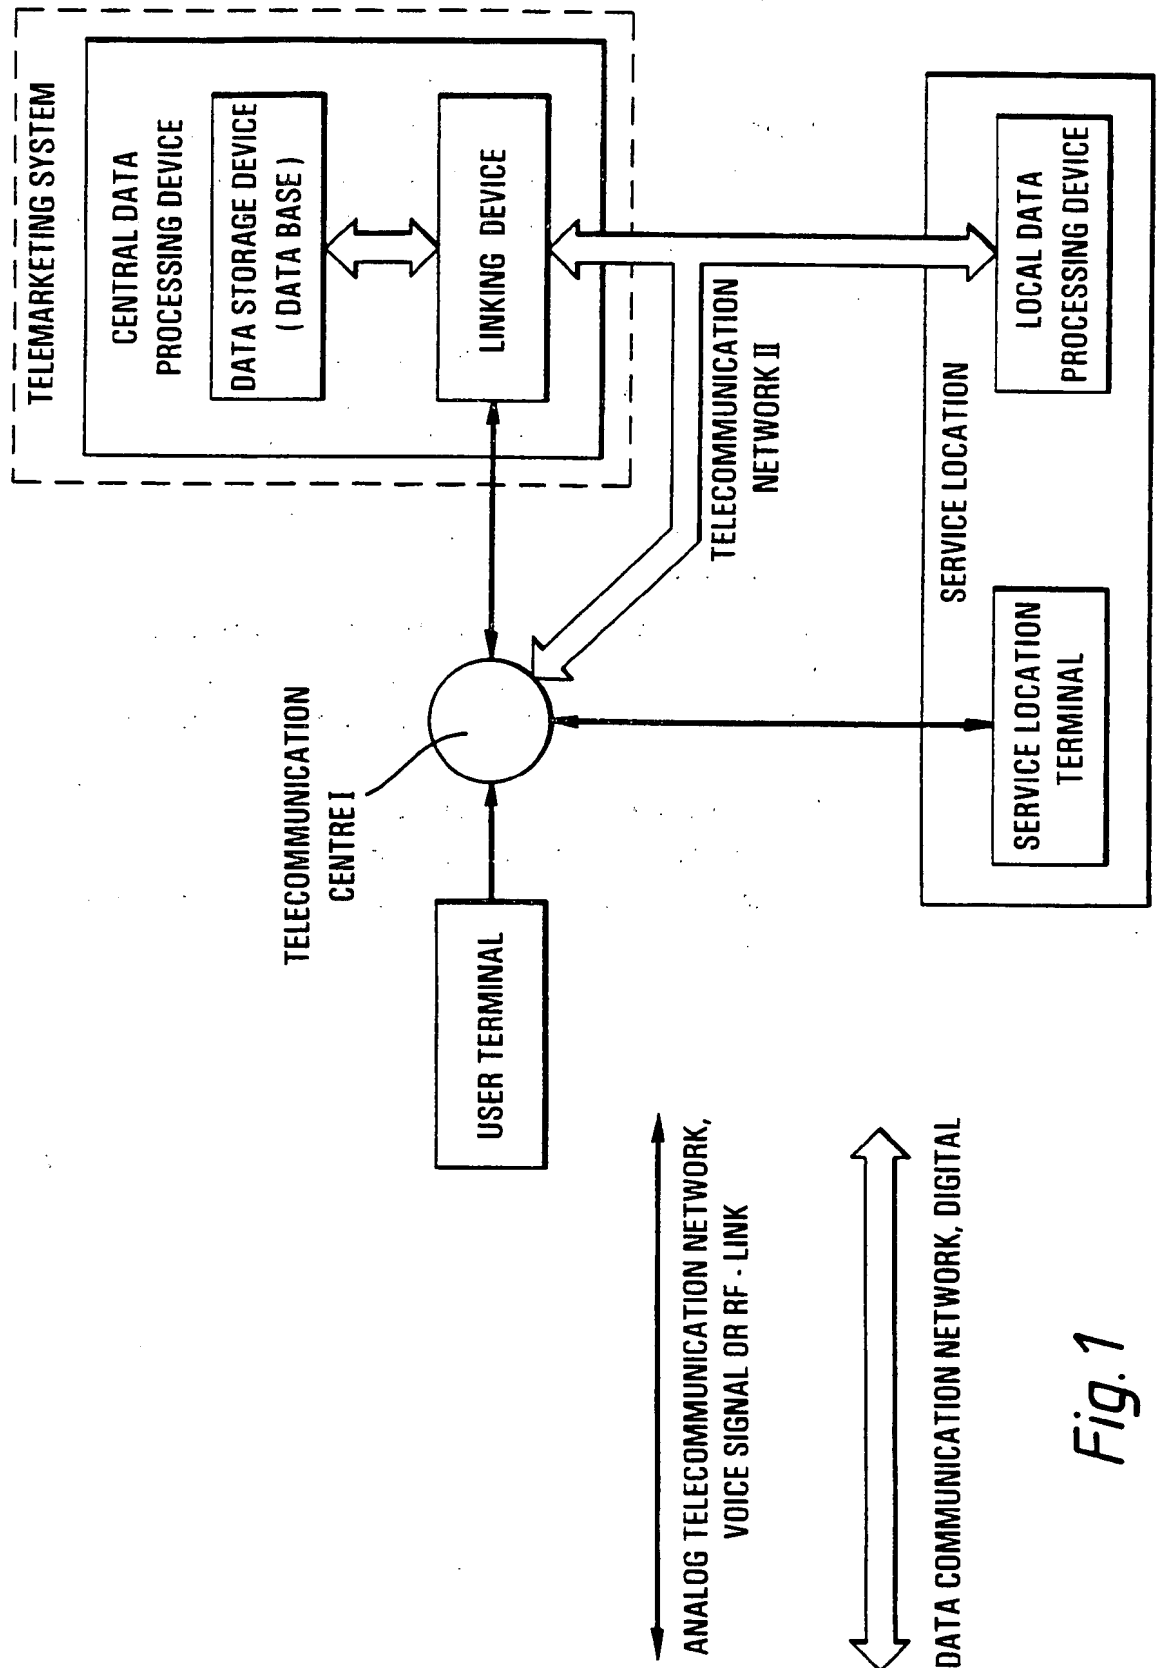 TELEMARKETING SYSTEM
CENTRAL DATA
PROCESSING DEVICE
DATA STORAGE DEVICE
( DATA BASE )
LINKING DEVICE
TELECOMMUNICATION
CENTRE I
USER TERMINAL
TELECOMMUNICATION
NETWORK II
SERVICE LOCATION
SERVICE LOCATION
TERMINAL
LOCAL DATA
PROCESSING DEVICE
ANALOG TELECOMMUNICATION NETWORK,
VOICE SIGNAL OR RF - LINK
DATA COMMUNICATION NETWORK, DIGITAL
Fig. 1